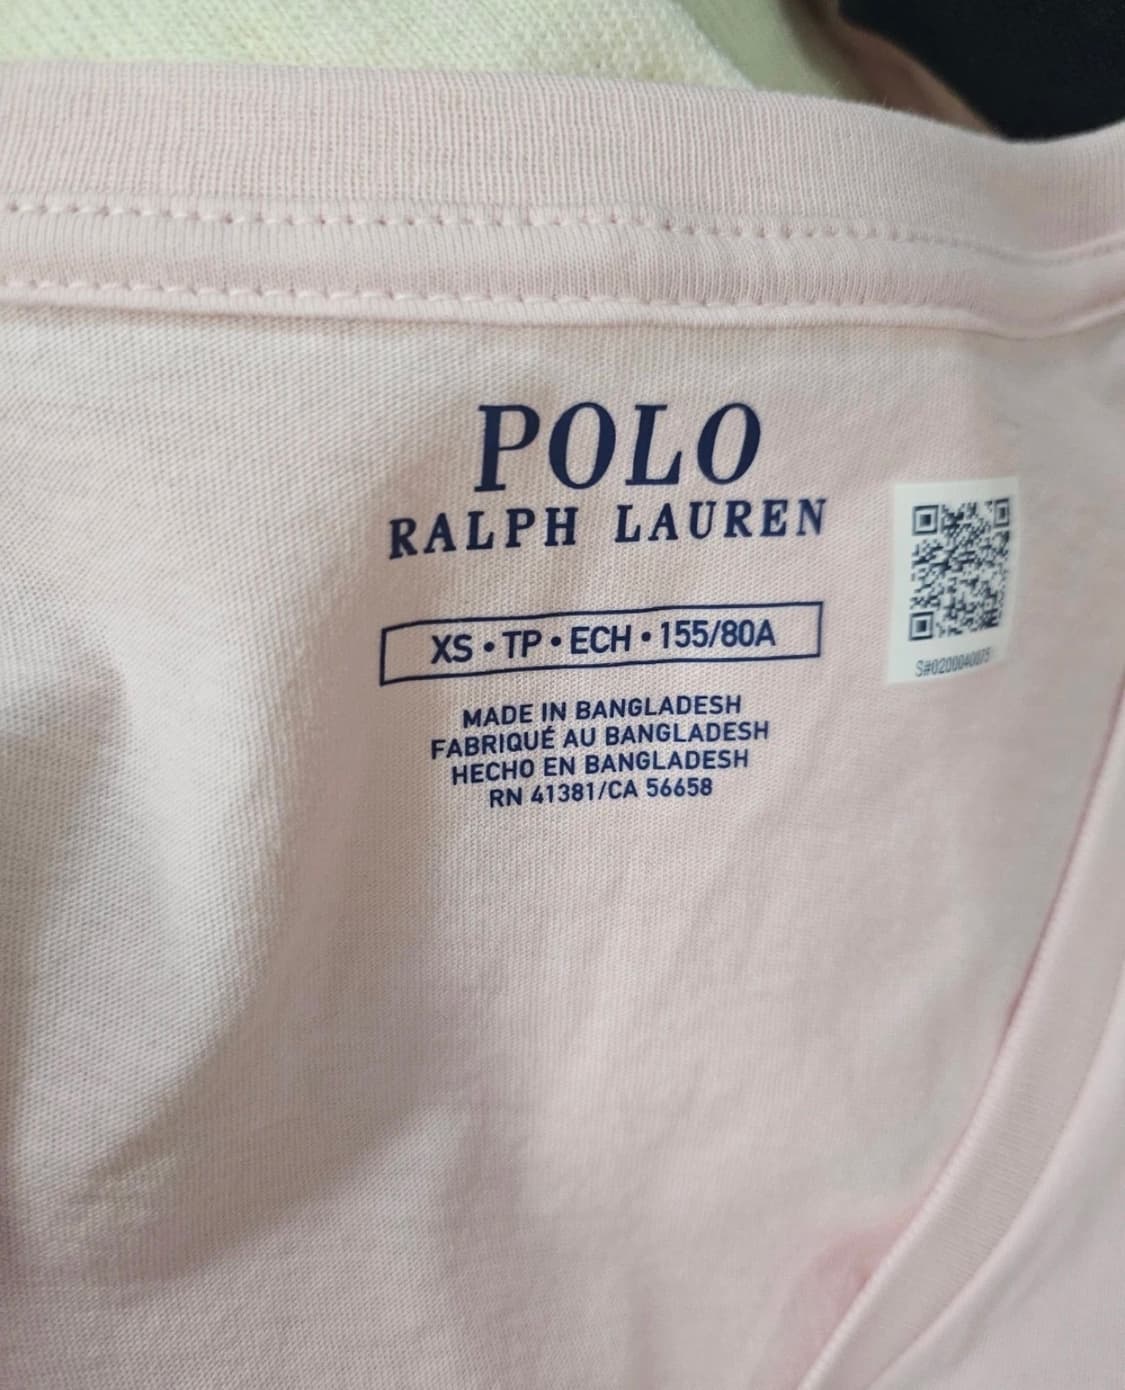 POLO
RALPH LAUREN
XS • TP • ECH • 155/80A
MADE IN BANGLADESH
FABRIQUÉ AU BANGLADESH
HECHO EN BANGLADESH
RN 41381/CA 56658